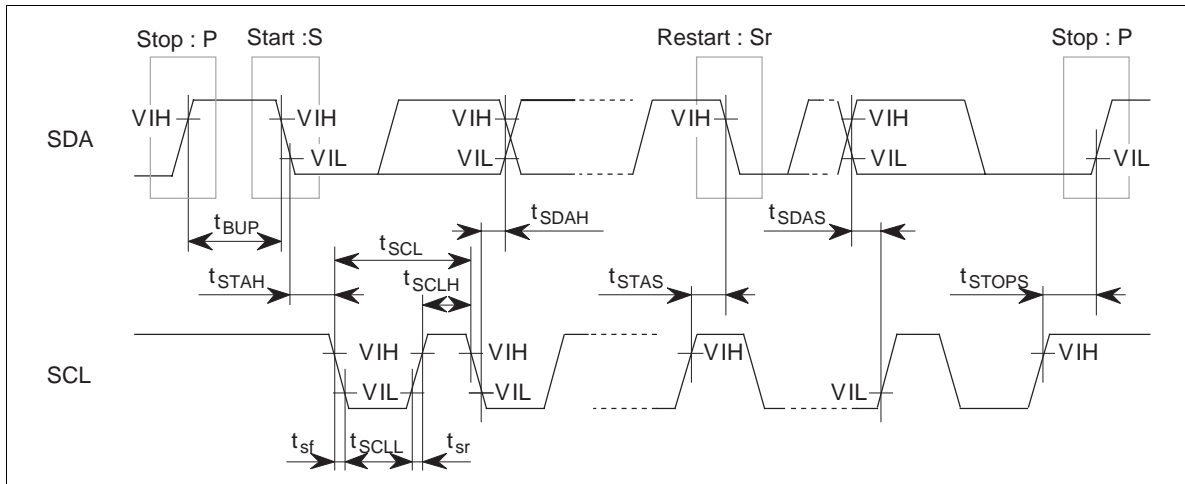 Stop : P Start :S Restart : Sr Stop : P
VIH VIH VIH VIH VIH
SDA
VIL VIL VIL VIL
tBUP tSDAH tSDAS
tSCL
tSTAH tSCLH tSTAS tSTOPS
VIH VIH VIH VIH
SCL
VIL VIL VIL
tsf tSCLL tsr